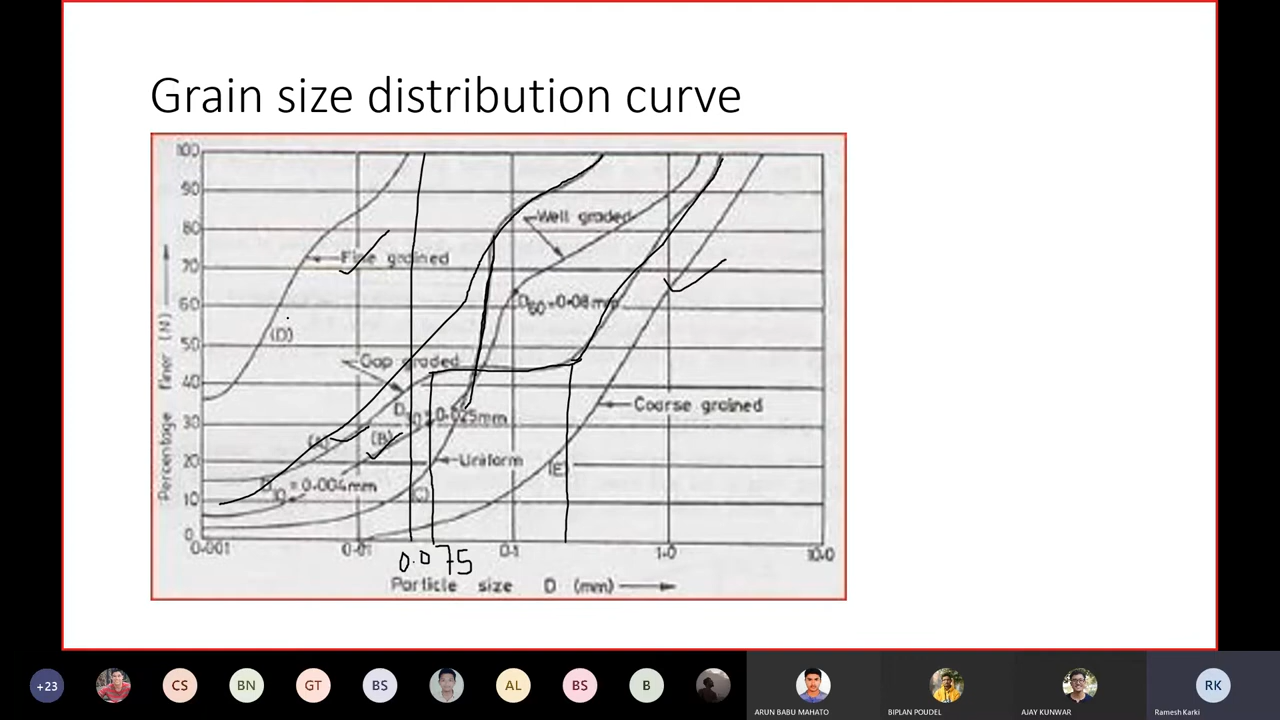 Grain size distribution curve
100
90
80
Well graded
Fine grained
70
60
D60=0.08mm
(D)
50
Gap graded
40
Coarse grained
D30=0.025mm
30
(A)
(B)
20
Uniform
(E)
D10=0.004mm
10
(C)
0
0.001
0.01
0.1
1.0
10.0
0.075
Percentage finer (N)
Particle size D (mm)
+23
CS
BN
GT
BS
AL
BS
B
RK
ARUN BABU MAHATO
BIPLAN POUDEL
AJAY KUNWAR
Ramesh Karki